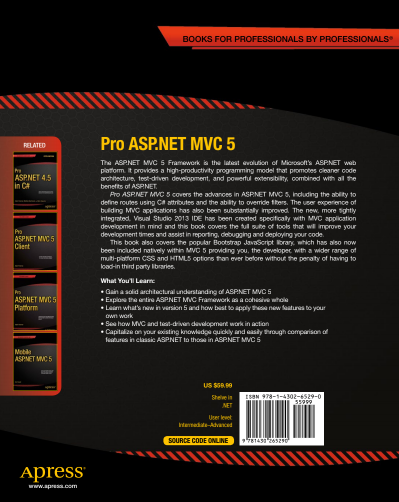 BOOKS FOR PROFESSIONALS BY PROFESSIONALS®
RELATED
Pro
ASP.NET 4.5
in C#
Pro
ASP.NET MVC 5
Client
Pro
ASP.NET MVC 5
Platform
Mobile
ASP.NET MVC 5
Pro ASP.NET MVC 5
The ASP.NET MVC 5 Framework is the latest evolution of Microsoft's ASP.NET web
platform. It provides a high-productivity programming model that promotes cleaner code
architecture, test-driven development, and powerful extensibility, combined with all the
benefits of ASP.NET.
Pro ASP.NET MVC 5 covers the advances in ASP.NET MVC 5, including the ability to
define routes using C# attributes and the ability to override filters. The user experience of
building MVC applications has also been substantially improved. The new, more tightly
integrated, Visual Studio 2013 IDE has been created specifically with MVC application
development in mind and this book covers the full suite of tools that will improve your
development times and assist in reporting, debugging and deploying your code.
This book also covers the popular Bootstrap JavaScript library, which has also now
been included natively within MVC 5 providing you, the developer, with a wider range of
multi-platform CSS and HTML5 options than ever before without the penalty of having to
load-in third party libraries.
What You'll Learn:
• Gain a solid architectural understanding of ASP.NET MVC 5
• Explore the entire ASP.NET MVC Framework as a cohesive whole
• Learn what's new in version 5 and how best to apply these new features to your
own work
• See how MVC and test-driven development work in action
• Capitalize on your existing knowledge quickly and easily through comparison of
features in classic ASP.NET to those in ASP.NET MVC 5
US $59.99
Shelve in
.NET
User level:
Intermediate–Advanced
SOURCE CODE ONLINE
ISBN 978-1-4302-6529-0
55999
9 781430 265290
Apress®
www.apress.com